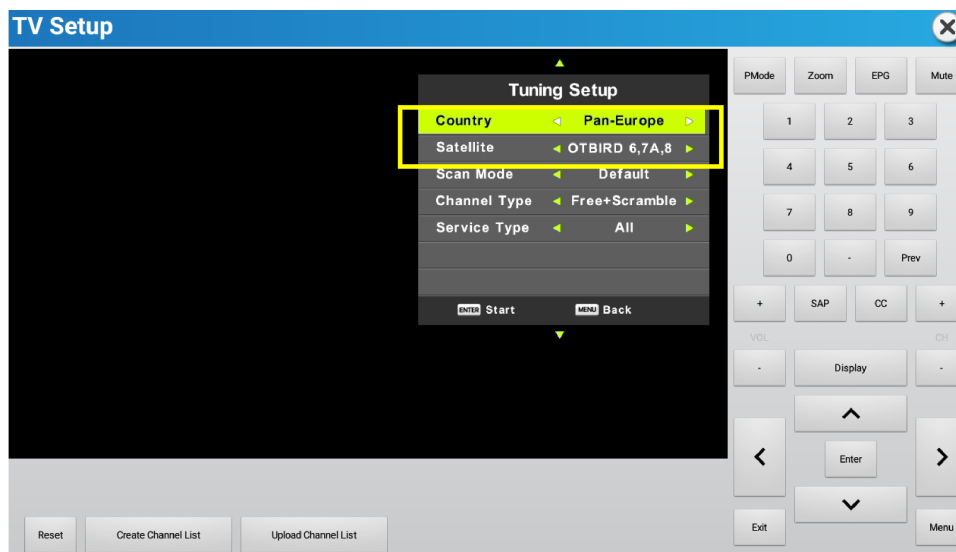 TV Setup
Tuning Setup
Country Pan-Europe
Satellite OTBIRD 6,7A,8
Scan Mode Default
Channel Type Free+Scramble
Service Type All
ENTER Start MENU Back
PMode Zoom EPG Mute
1 2 3
4 5 6
7 8 9
0 - Prev
+ SAP CC +
VOL CH
- Display -
Enter
Exit Menu
Reset Create Channel List Upload Channel List